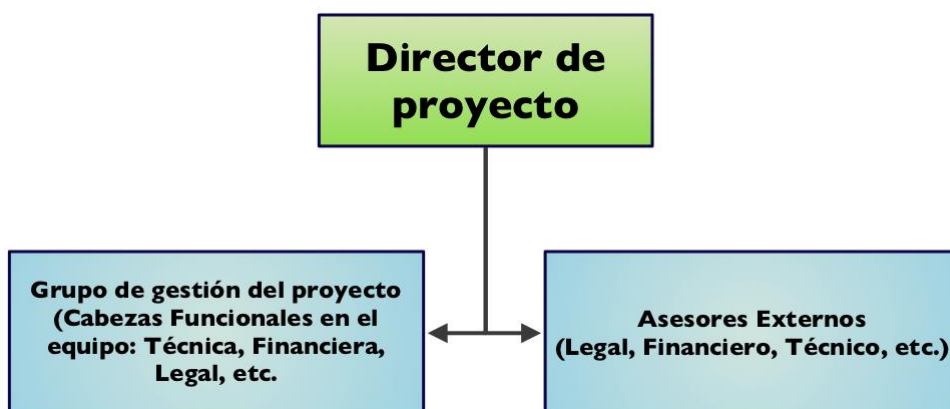 Director de
proyecto
Grupo de gestión del proyecto
(Cabezas Funcionales en el
equipo: Técnica, Financiera,
Legal, etc.
Asesores Externos
(Legal, Financiero, Técnico, etc.)